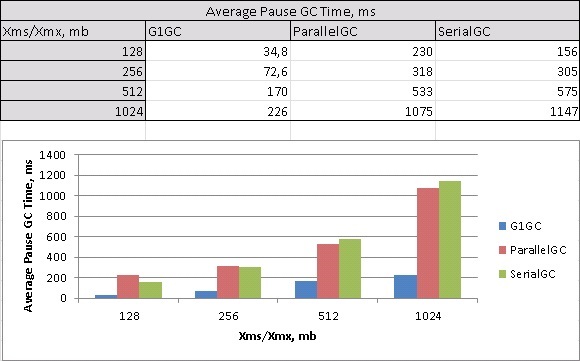 Average Pause GC Time, ms
Xms/Xmx, mb G1GC ParallelGC SerialGC
128 34,8 230 156
256 72,6 318 305
512 170 533 575
1024 226 1075 1147
Average Pause GC Time, ms
1400
1200
1000
800
600
400
200
0
G1GC
ParallelGC
SerialGC
128 256 512 1024
Xms/Xmx, mb